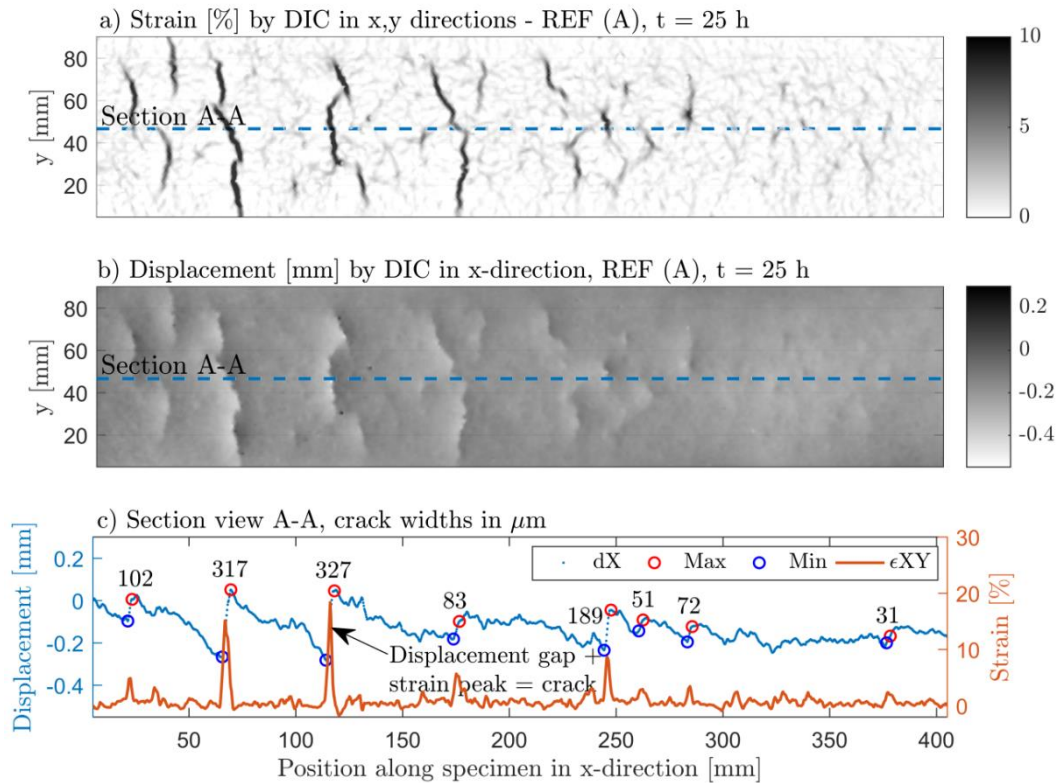 a) Strain [%] by DIC in x,y directions - REF (A), t = 25 h
80
60
40
20
y [mm]
Section A-A
10
5
0
b) Displacement [mm] by DIC in x-direction, REF (A), t = 25 h
80
60
40
20
y [mm]
Section A-A
0.2
0
-0.2
-0.4
c) Section view A-A, crack widths in μm
Displacement [mm]
0.2
0
-0.2
-0.4
102
317
327
83
189
51
72
31
dX
Max
Min
ϵXY
Displacement gap +
strain peak = crack
30
20
10
0
Strain [%]
50
100
150
200
250
300
350
400
Position along specimen in x-direction [mm]